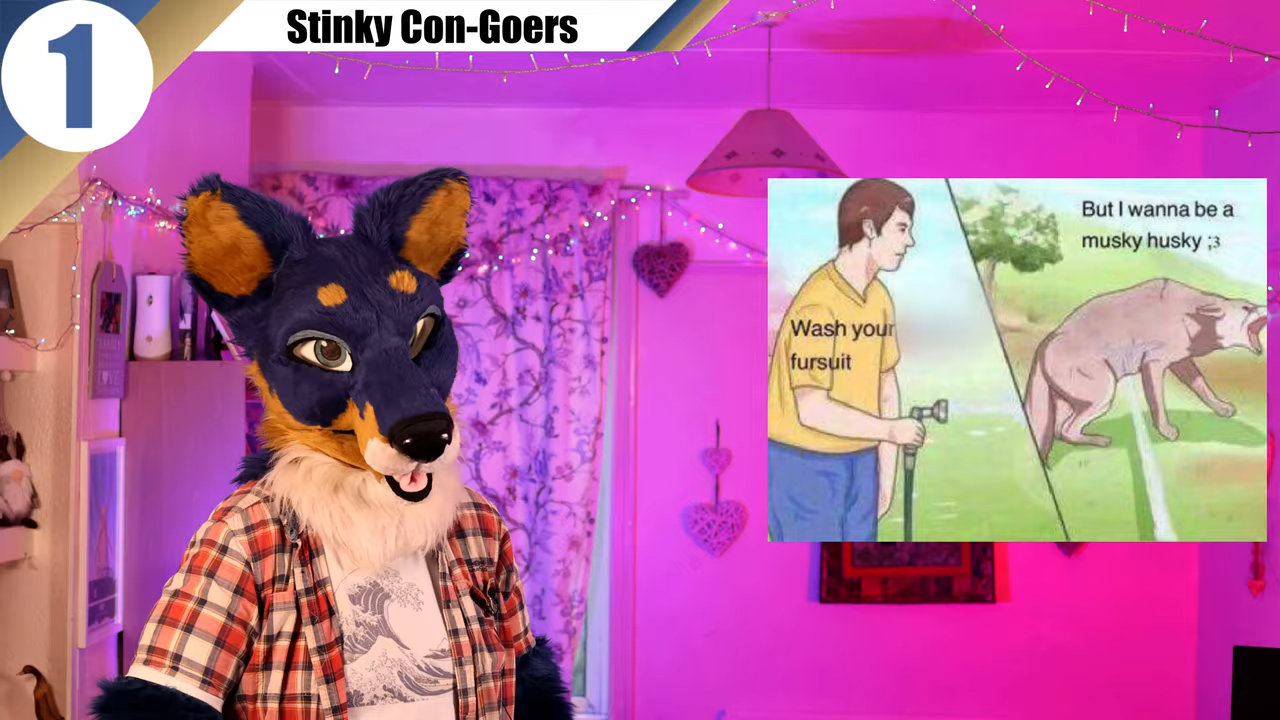 1
Stinky Con-Goers
But I wanna be a
musky husky ;3
Wash your
fursuit